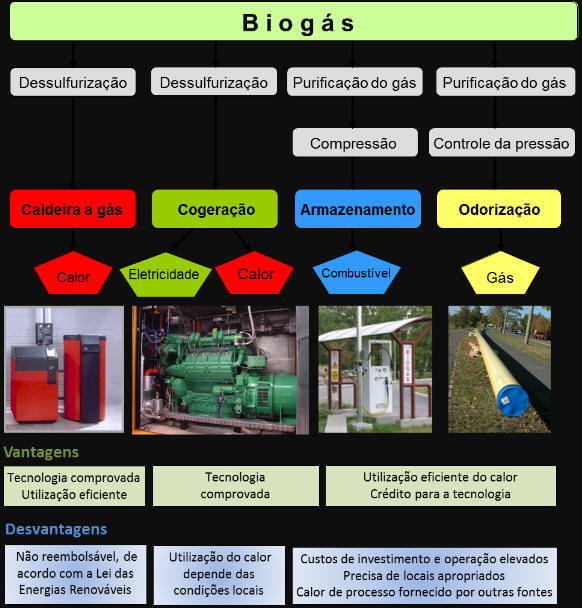 Biogás
Dessulfurização
Dessulfurização
Purificação do gás
Purificação do gás
Compressão
Controle da pressão
Caldeira a gás
Cogeração
Armazenamento
Odorização
Calor
Eletricidade
Calor
Combustível
Gás
BIOGAS
Vantagens
Tecnologia comprovada
Utilização eficiente
Tecnologia
comprovada
Utilização eficiente do calor
Crédito para a tecnologia
Desvantagens
Não reembolsável, de
acordo com a Lei das
Energias Renováveis
Utilização do calor
depende das
condições locais
Custos de investimento e operação elevados
Precisa de locais apropriados
Calor de processo fornecido por outras fontes